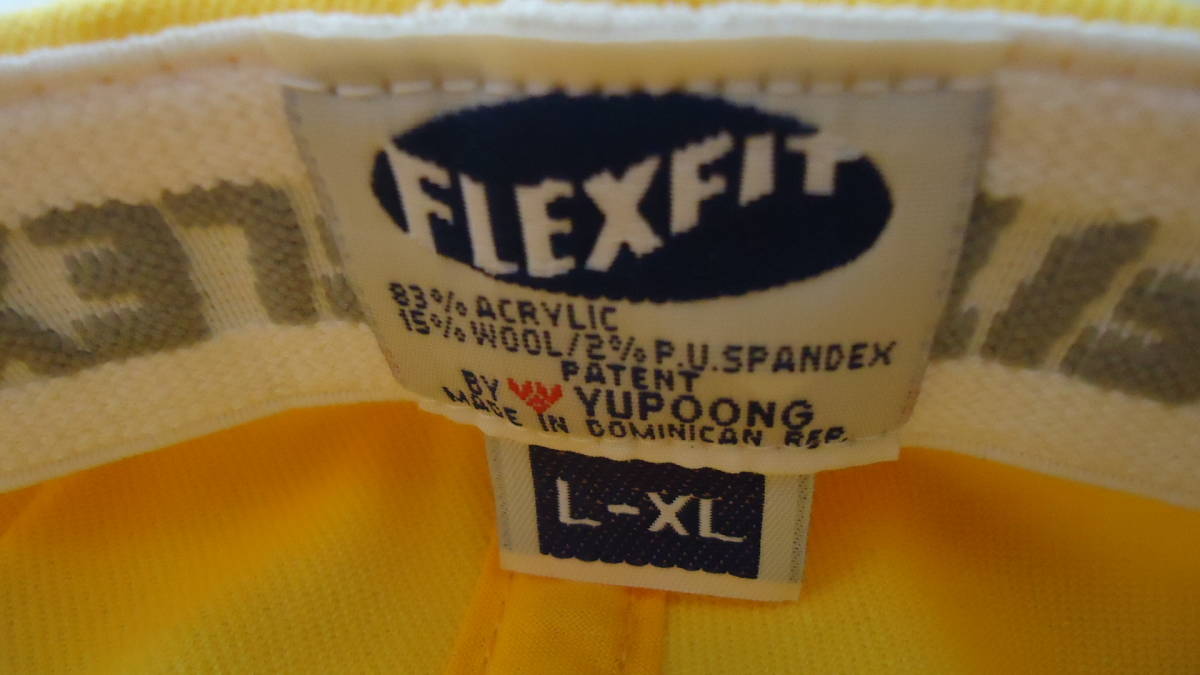 FLEXFIT
83% ACRYLIC
15% WOOL/2% P.U.SPANDEX
PATENT
BY YUPOONG
MADE IN DOMINICAN REP.
L-XL